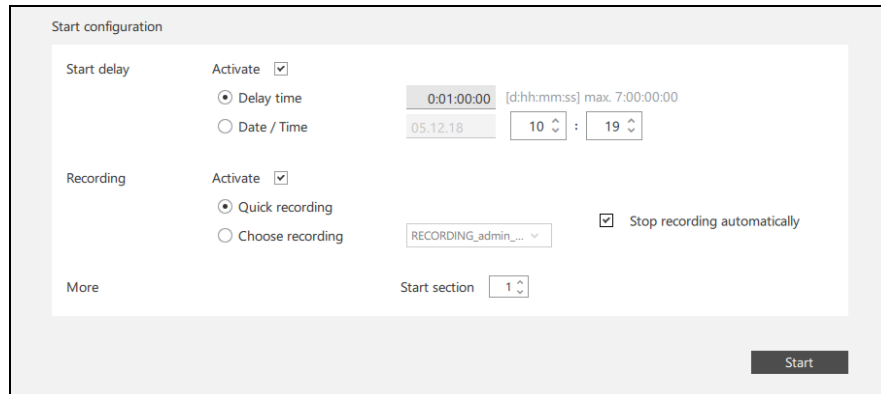 Start configuration
Start delay Activate
Delay time 0:01:00:00 [d:hh:mm:ss] max. 7:00:00:00
Date / Time 05.12.18 10 : 19
Recording Activate
Quick recording
Stop recording automatically
Choose recording RECORDING_admin_...
More Start section 1
Start